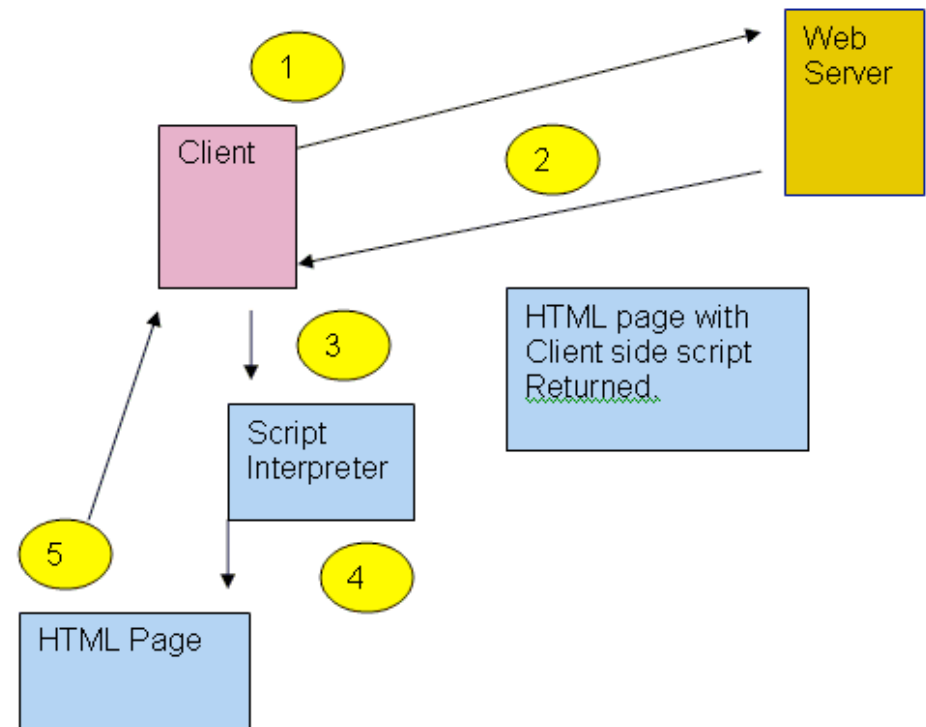 1
Web
Server
Client
2
HTML page with
Client side script
Returned.
3
Script
Interpreter
4
5
HTML Page